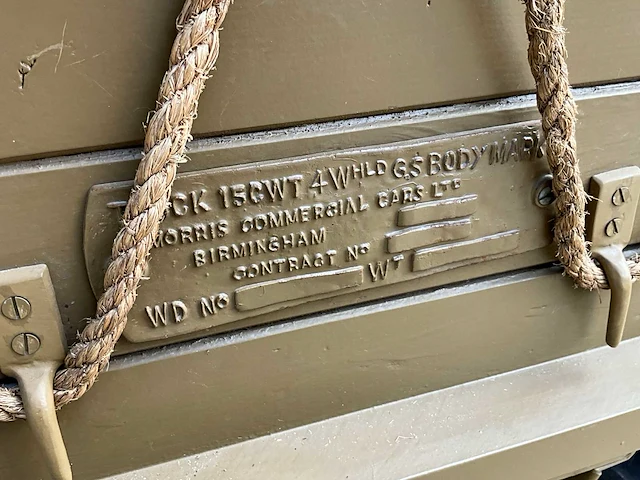 CK 15CWT 4WHLD G.S BODY MARK
MORRIS COMMERCIAL CARS LTD
BIRMINGHAM
CONTRACT NO
WD NO WT